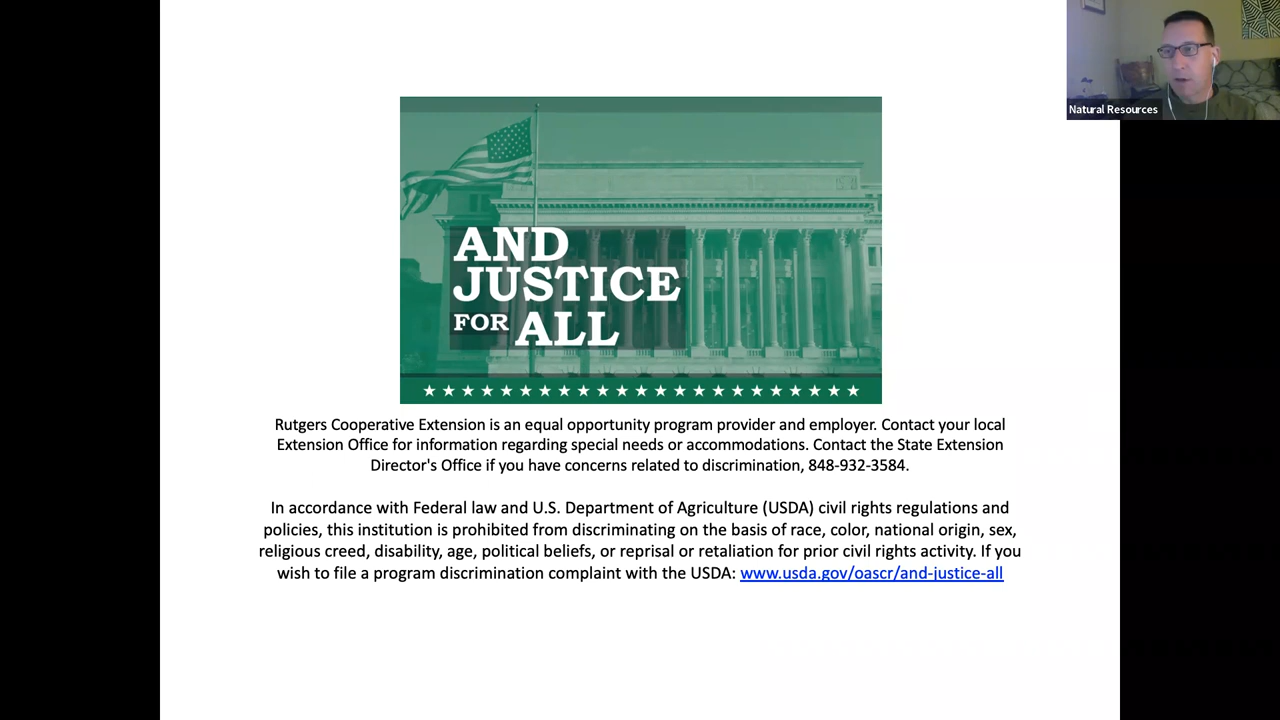 Natural Resources
AND
JUSTICE
FOR ALL
Rutgers Cooperative Extension is an equal opportunity program provider and employer. Contact your local
Extension Office for information regarding special needs or accommodations. Contact the State Extension
Director's Office if you have concerns related to discrimination, 848-932-3584.
In accordance with Federal law and U.S. Department of Agriculture (USDA) civil rights regulations and
policies, this institution is prohibited from discriminating on the basis of race, color, national origin, sex,
religious creed, disability, age, political beliefs, or reprisal or retaliation for prior civil rights activity. If you
wish to file a program discrimination complaint with the USDA: www.usda.gov/oascr/and-justice-all